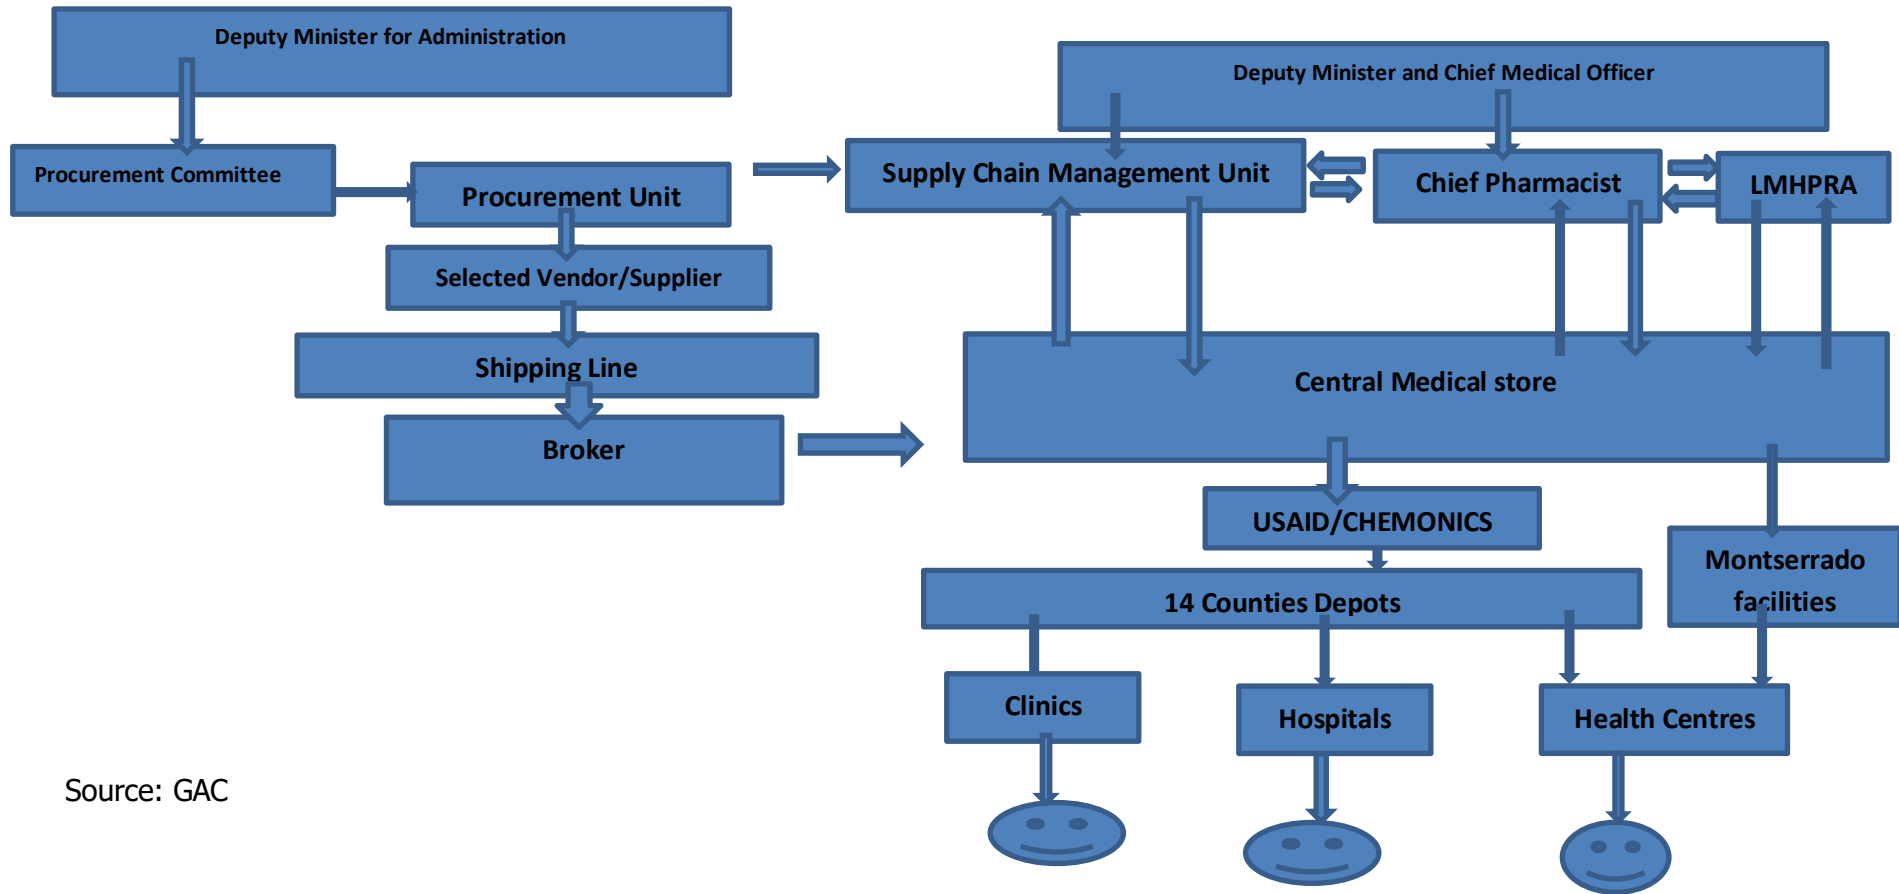 Deputy Minister for Administration
Deputy Minister and Chief Medical Officer
Procurement Committee
Procurement Unit
Supply Chain Management Unit
Chief Pharmacist
LMHPRA
Selected Vendor/Supplier
Shipping Line
Central Medical store
Broker
USAID/CHEMONICS
Montserrado
facilities
14 Counties Depots
Clinics
Hospitals
Health Centres
Source: GAC